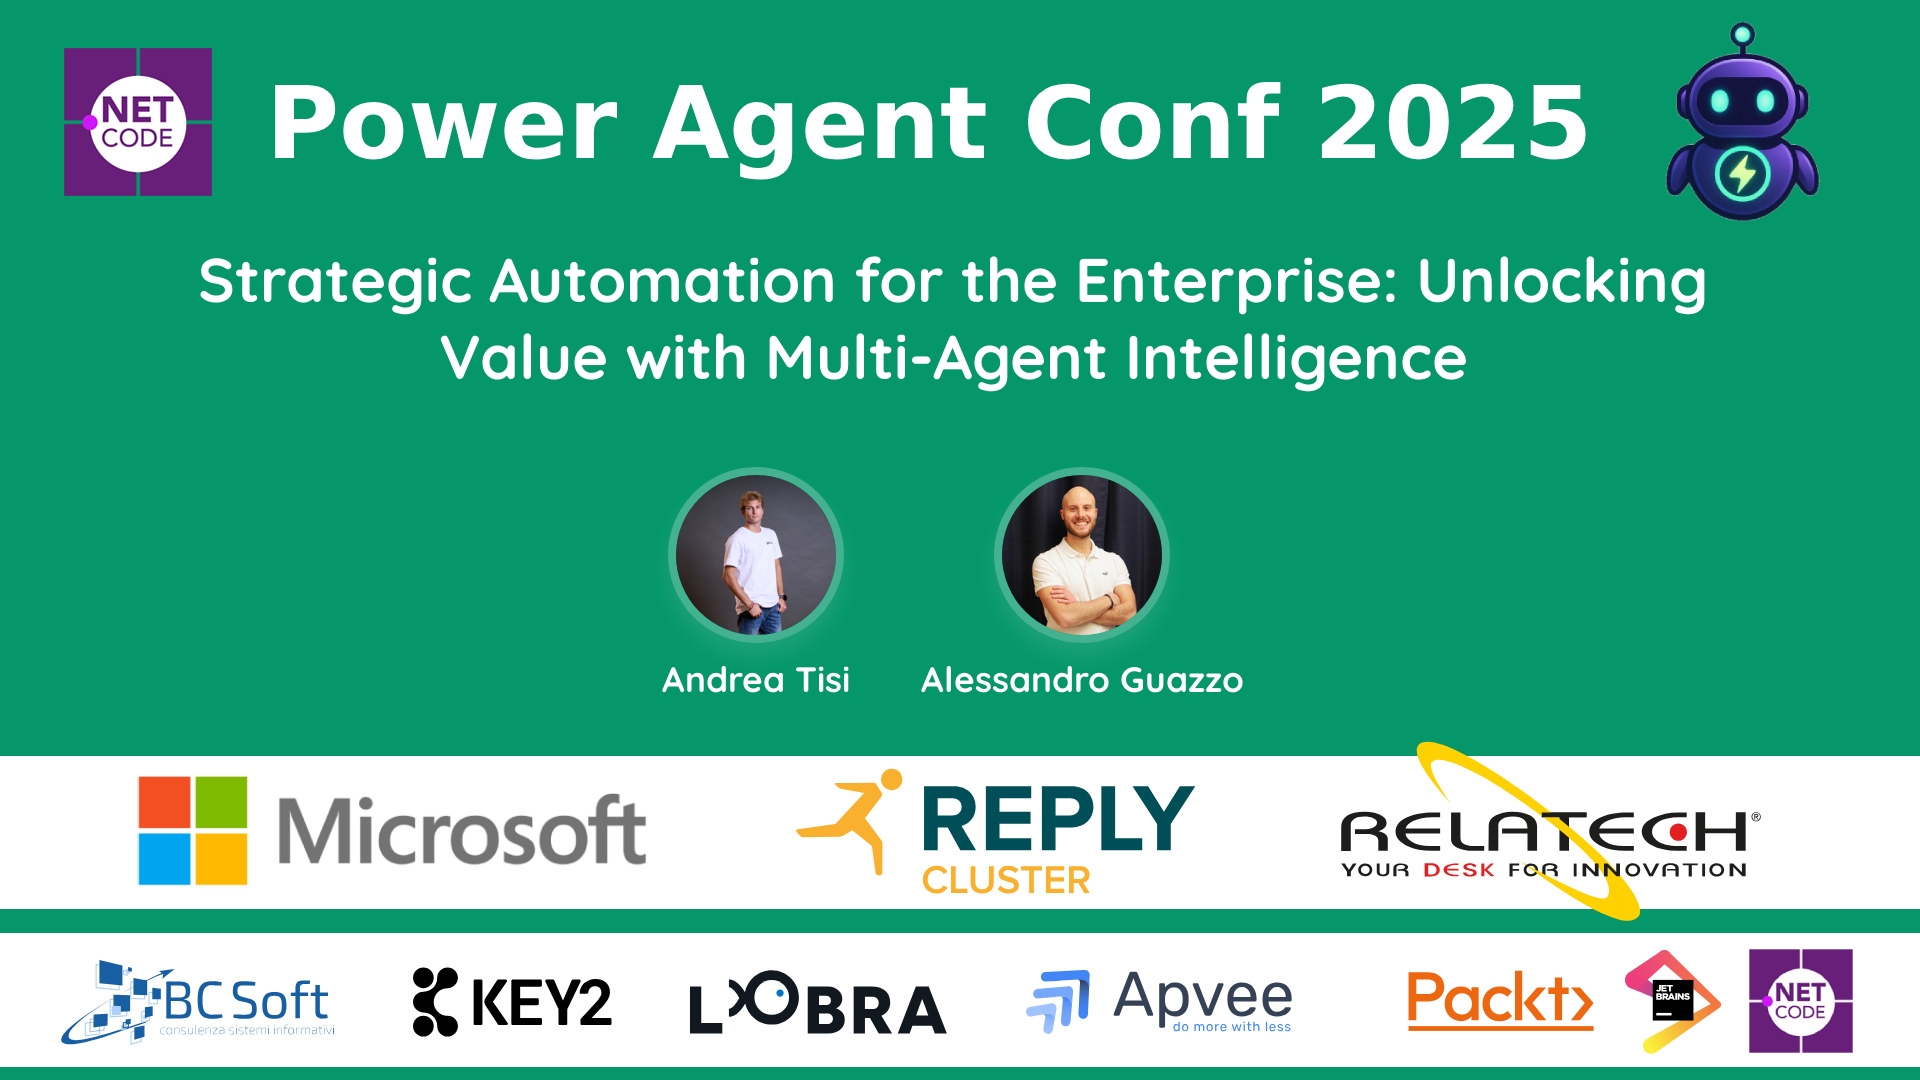 NET
CODE
Power Agent Conf 2025
Strategic Automation for the Enterprise: Unlocking
Value with Multi-Agent Intelligence
Andrea Tisi
Alessandro Guazzo
Microsoft
REPLY
CLUSTER
RELATECH®
YOUR DESK FOR INNOVATION
BC Soft
consulenza sistemi informativi
KEY2
LOBRA
Apvee
do more with less
Packt
JET
BRAINS
NET
CODE